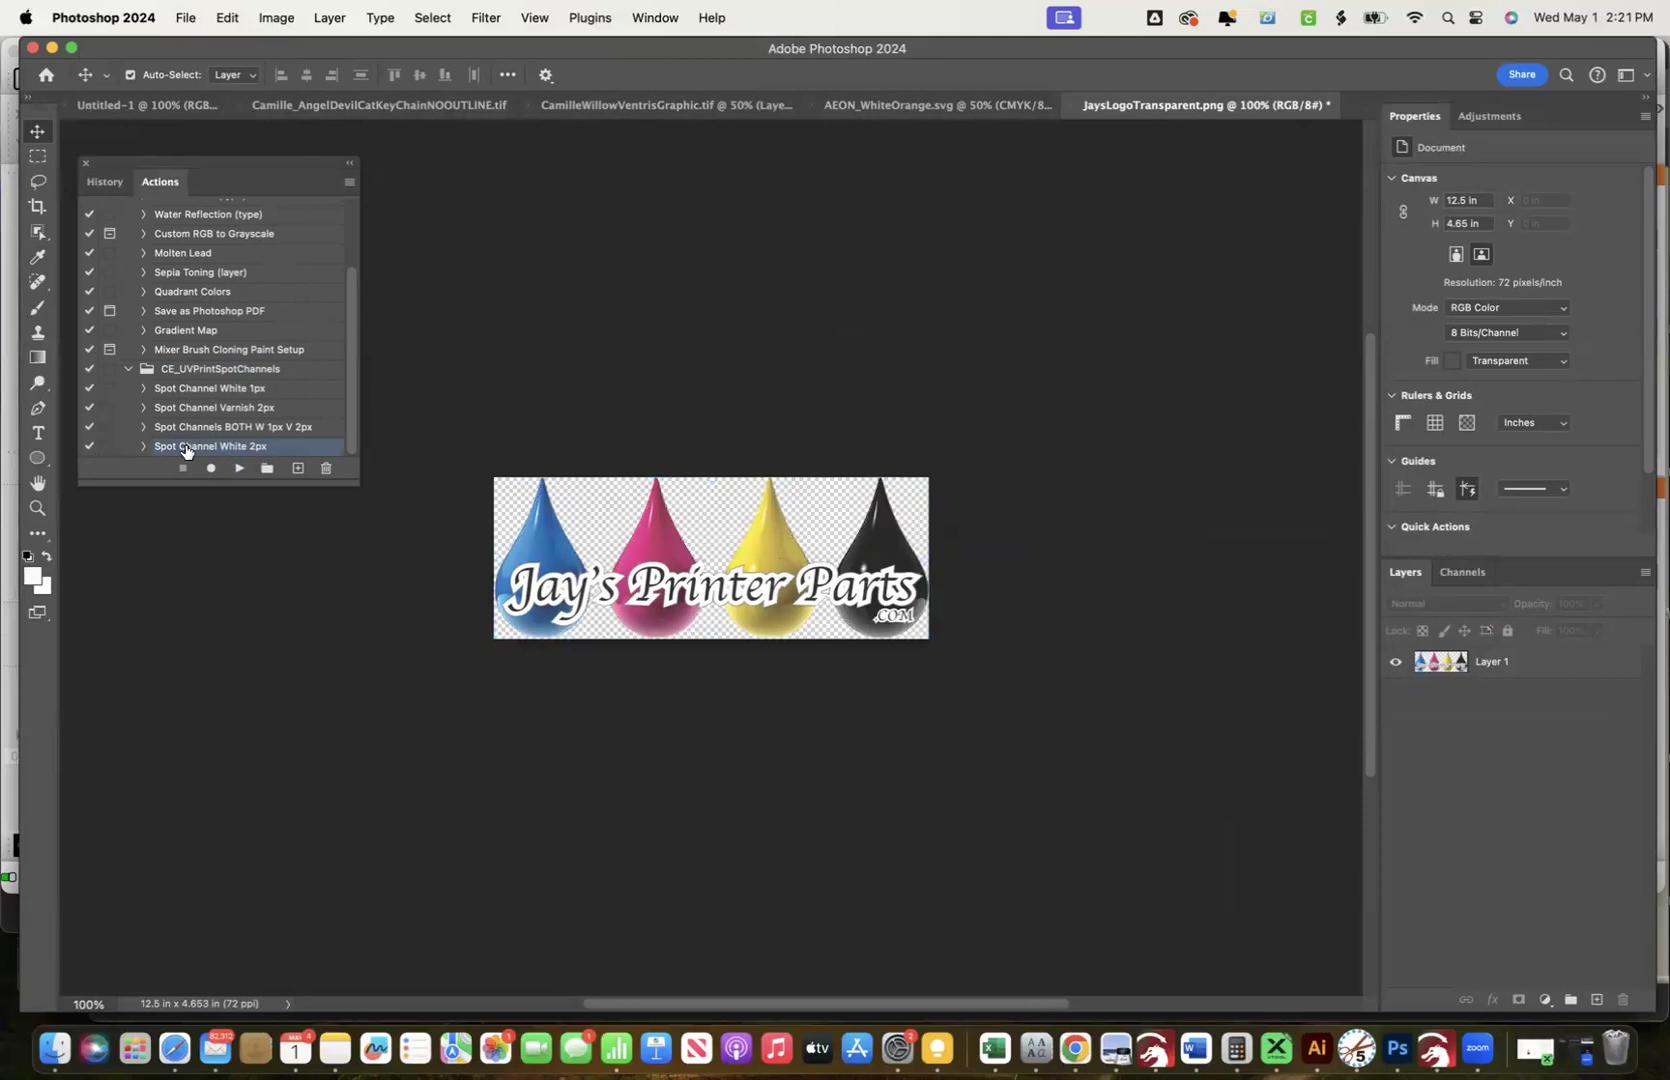 Photoshop 2024 File Edit Image Layer Type Select Filter View Plugins Window Help Wed May 1 2:21 PM
Adobe Photoshop 2024
Auto-Select: Layer Share
Untitled-1 @ 100% (RGB... Camille_AngelDevilCatKeyChainNOOUTLINE.tif CamilleWillowVentrisGraphic.tif @ 50% (Laye... AEON_WhiteOrange.svg @ 50% (CMYK/8... JaysLogoTransparent.png @ 100% (RGB/8#) *
History Actions
Water Reflection (type)
Custom RGB to Grayscale
Molten Lead
Sepia Toning (layer)
Quadrant Colors
Save as Photoshop PDF
Gradient Map
Mixer Brush Cloning Paint Setup
CE_UVPrintSpotChannels
Spot Channel White 1px
Spot Channel Varnish 2px
Spot Channels BOTH W 1px V 2px
Spot Channel White 2px
Jay's Printer Parts
.COM
Properties Adjustments
Document
Canvas
W 12.5 in X 0 in
H 4.65 in Y 0 in
Resolution: 72 pixels/inch
Mode RGB Color
8 Bits/Channel
Fill Transparent
Rulers & Grids
Inches
Guides
Quick Actions
Layers Channels
Normal Opacity: 100%
Lock: Fill: 100%
Layer 1
100% 12.5 in x 4.653 in (72 ppi)